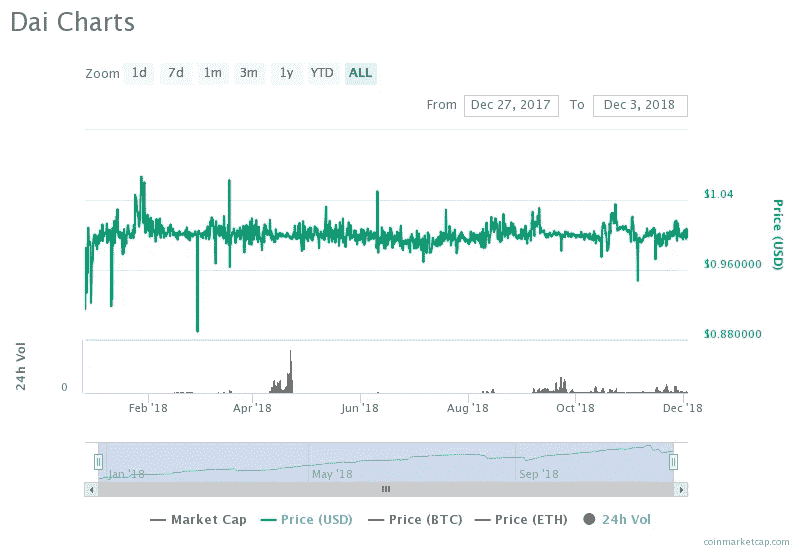 Dai Charts
Zoom 1d 7d 1m 3m 1y YTD ALL
From Dec 27, 2017 To Dec 3, 2018
$1.04
$0.960000
$0.880000
Price (USD)
24h Vol
0
Feb '18 Apr '18 Jun '18 Aug '18 Oct '18 Dec '18
Jan '18 May '18 Sep '18
Market Cap Price (USD) Price (BTC) Price (ETH) 24h Vol
coinmarketcap.com